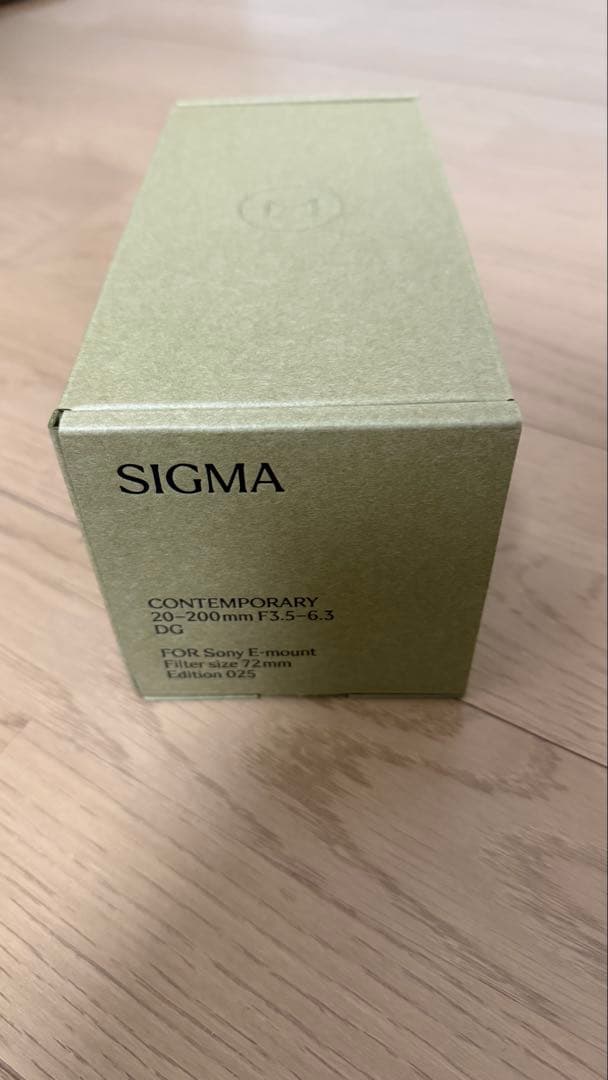 SIGMA
CONTEMPORARY
20–200mm F3.5–6.3
DG
FOR Sony E-mount
Filter size 72mm
Edition 025